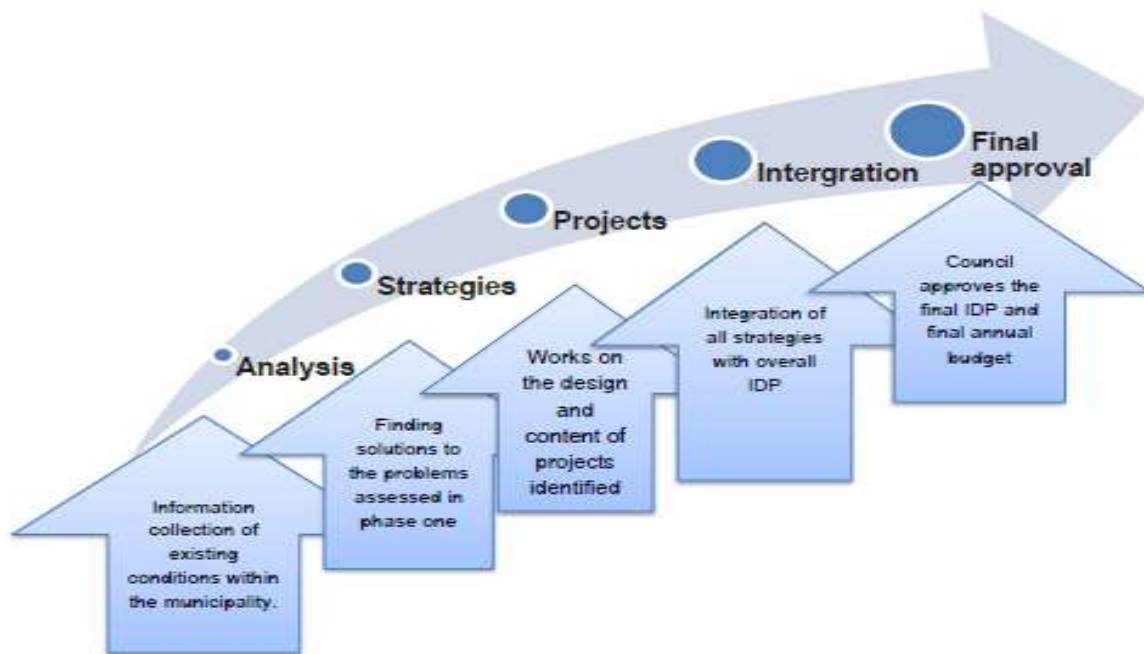 Analysis
Strategies
Projects
Intergration
Final
approval
Information
collection of
existing
conditions within
the municipality.
Finding
solutions to
the problems
assessed in
phase one
Works on
the design
and
content of
projects
identified
Integration of
all strategies
with overall
IDP
Council
approves the
final IDP and
final annual
budget